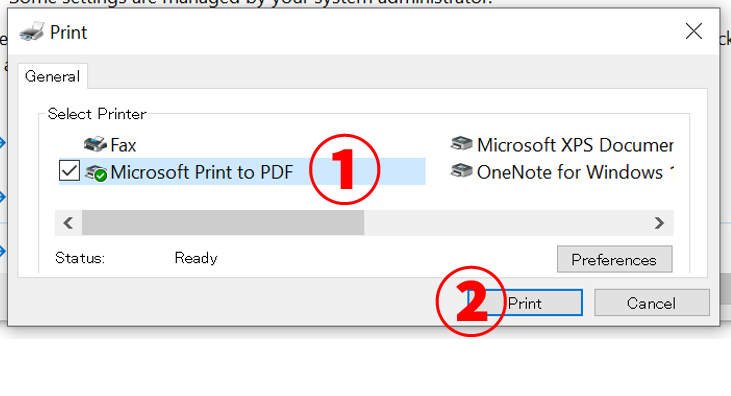 Some settings are managed by your system administrator.
Print
General
Select Printer
Fax
Microsoft XPS Documen
Microsoft Print to PDF
OneNote for Windows 1
1
Status:
Ready
Preferences
2
Print
Cancel